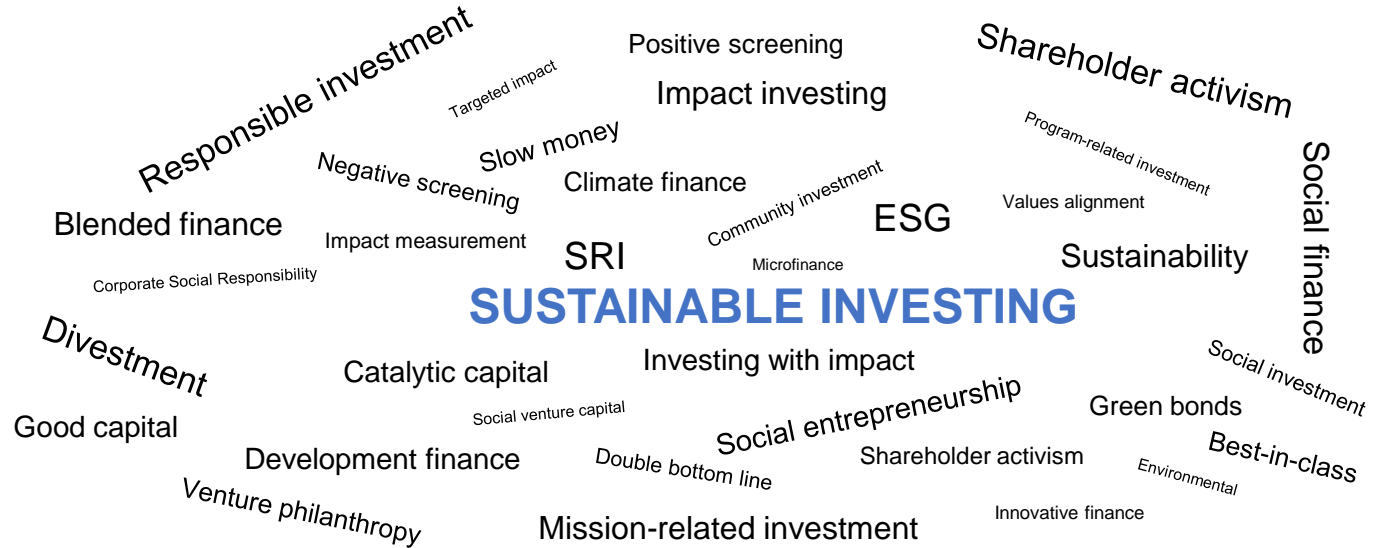 Responsible investment
Positive screening
Shareholder activism
Targeted impact
Impact investing
Slow money
Program-related investment
Negative screening
Climate finance
Community investment
Values alignment
Social finance
Blended finance
Impact measurement
SRI
ESG
Sustainability
Microfinance
Corporate Social Responsibility
SUSTAINABLE INVESTING
Divestment
Catalytic capital
Investing with impact
Social investment
Good capital
Social venture capital
Social entrepreneurship
Green bonds
Development finance
Double bottom line
Shareholder activism
Best-in-class
Environmental
Venture philanthropy
Mission-related investment
Innovative finance